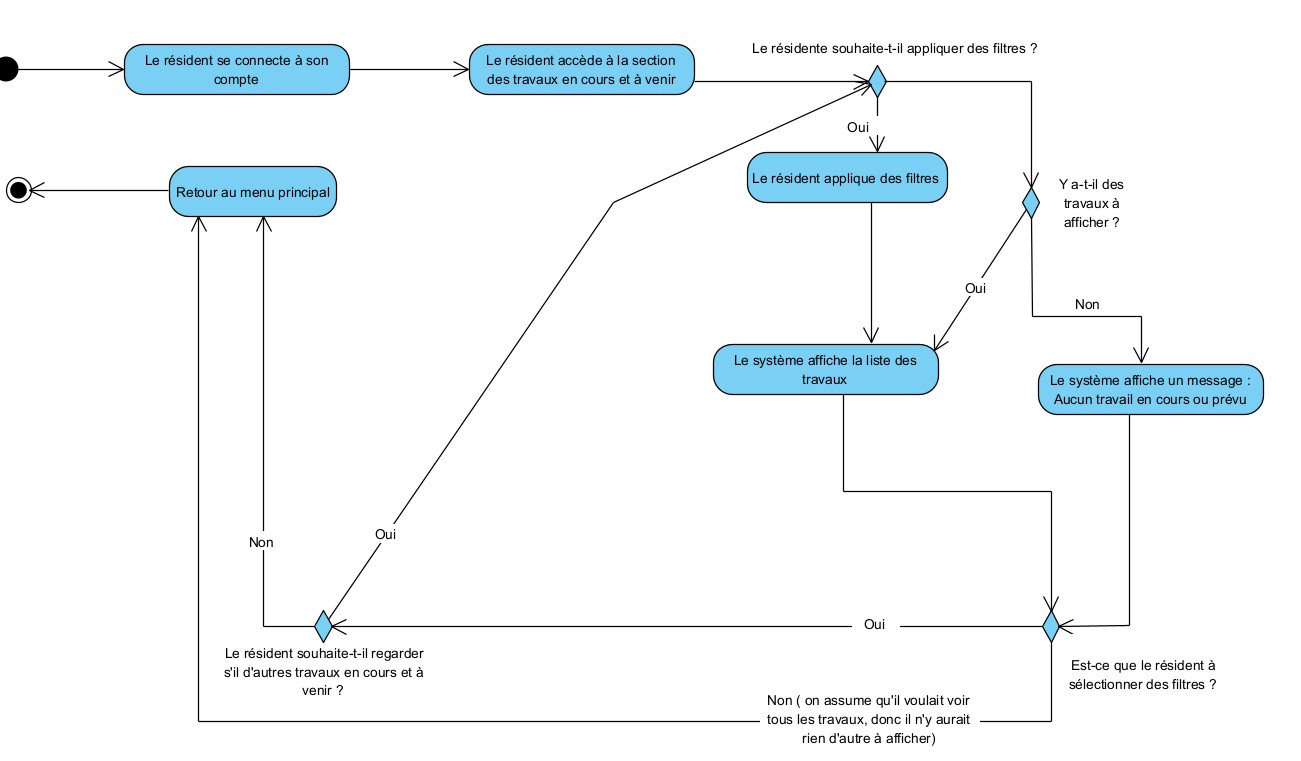 Le résidente souhaite-t-il appliquer des filtres ?
Le résident se connecte à son
compte
Le résident accède à la section
des travaux en cours et à venir
Oui
Le résident applique des filtres
Retour au menu principal
Y a-t-il des
travaux à
afficher ?
Oui
Non
Le système affiche la liste des
travaux
Le système affiche un message :
Aucun travail en cours ou prévu
Oui
Non
Oui
Le résident souhaite-t-il regarder
s'il d'autres travaux en cours et à
venir ?
Est-ce que le résident à
sélectionner des filtres ?
Non ( on assume qu'il voulait voir
tous les travaux, donc il n'y aurait
rien d'autre à afficher)